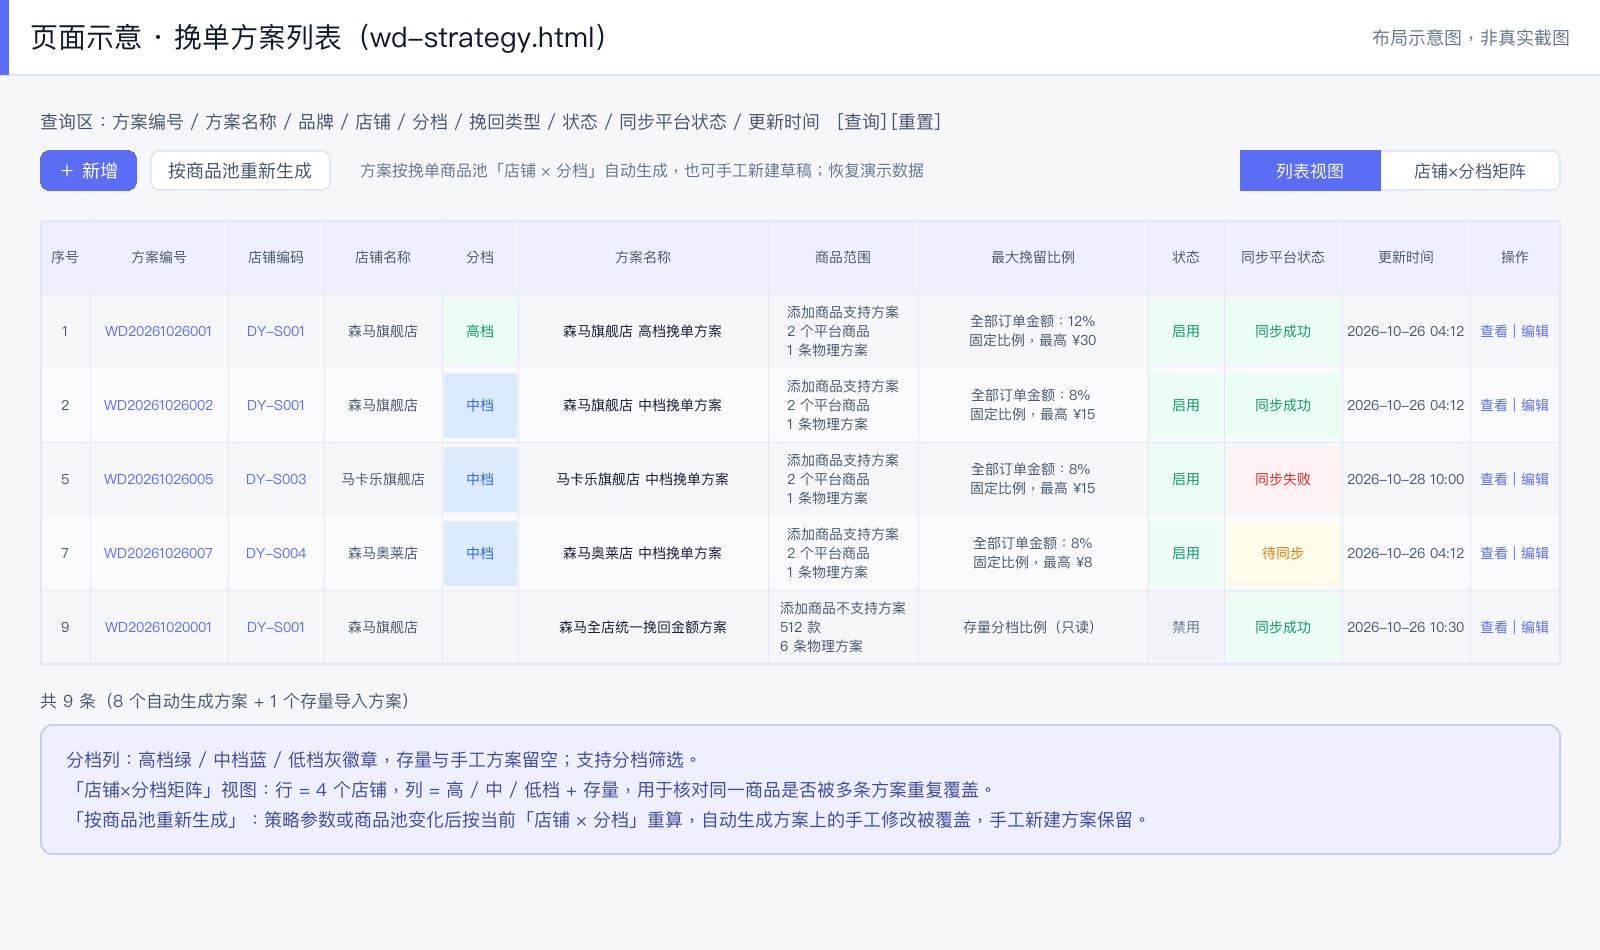 页面示意 · 挽单方案列表（wd-strategy.html）
布局示意图，非真实截图
查询区：方案编号 / 方案名称 / 品牌 / 店铺 / 分档 / 挽回类型 / 状态 / 同步平台状态 / 更新时间 [查询][重置]
+ 新增
按商品池重新生成
方案按挽单商品池「店铺 × 分档」自动生成，也可手工新建草稿；恢复演示数据
列表视图
店铺×分档矩阵
序号 方案编号 店铺编码 店铺名称 分档 方案名称 商品范围 最大挽留比例 状态 同步平台状态 更新时间 操作
添加商品支持方案
全部订单金额：12%
1 WD20261026001 DY-S001 森马旗舰店 高档 森马旗舰店 高档挽单方案 2 个平台商品 启用 同步成功 2026-10-26 04:12 查看 | 编辑
固定比例，最高 ¥30
1 条物理方案
添加商品支持方案
全部订单金额：8%
2 WD20261026002 DY-S001 森马旗舰店 中档 森马旗舰店 中档挽单方案 2 个平台商品 启用 同步成功 2026-10-26 04:12 查看 | 编辑
固定比例，最高 ¥15
1 条物理方案
添加商品支持方案
全部订单金额：8%
5 WD20261026005 DY-S003 马卡乐旗舰店 中档 马卡乐旗舰店 中档挽单方案 2 个平台商品 启用 同步失败 2026-10-28 10:00 查看 | 编辑
固定比例，最高 ¥15
1 条物理方案
添加商品支持方案
全部订单金额：8%
7 WD20261026007 DY-S004 森马奥莱店 中档 森马奥莱店 中档挽单方案 2 个平台商品 启用 待同步 2026-10-26 04:12 查看 | 编辑
固定比例，最高 ¥8
1 条物理方案
添加商品不支持方案
9 WD20261020001 DY-S001 森马旗舰店 森马全店统一挽回金额方案 512 款 存量分档比例（只读） 禁用 同步成功 2026-10-26 10:30 查看 | 编辑
6 条物理方案
共 9 条（8 个自动生成方案 + 1 个存量导入方案）
分档列：高档绿 / 中档蓝 / 低档灰徽章，存量与手工方案留空；支持分档筛选。
「店铺×分档矩阵」视图：行 = 4 个店铺，列 = 高 / 中 / 低档 + 存量，用于核对同一商品是否被多条方案重复覆盖。
「按商品池重新生成」：策略参数或商品池变化后按当前「店铺 × 分档」重算，自动生成方案上的手工修改被覆盖，手工新建方案保留。